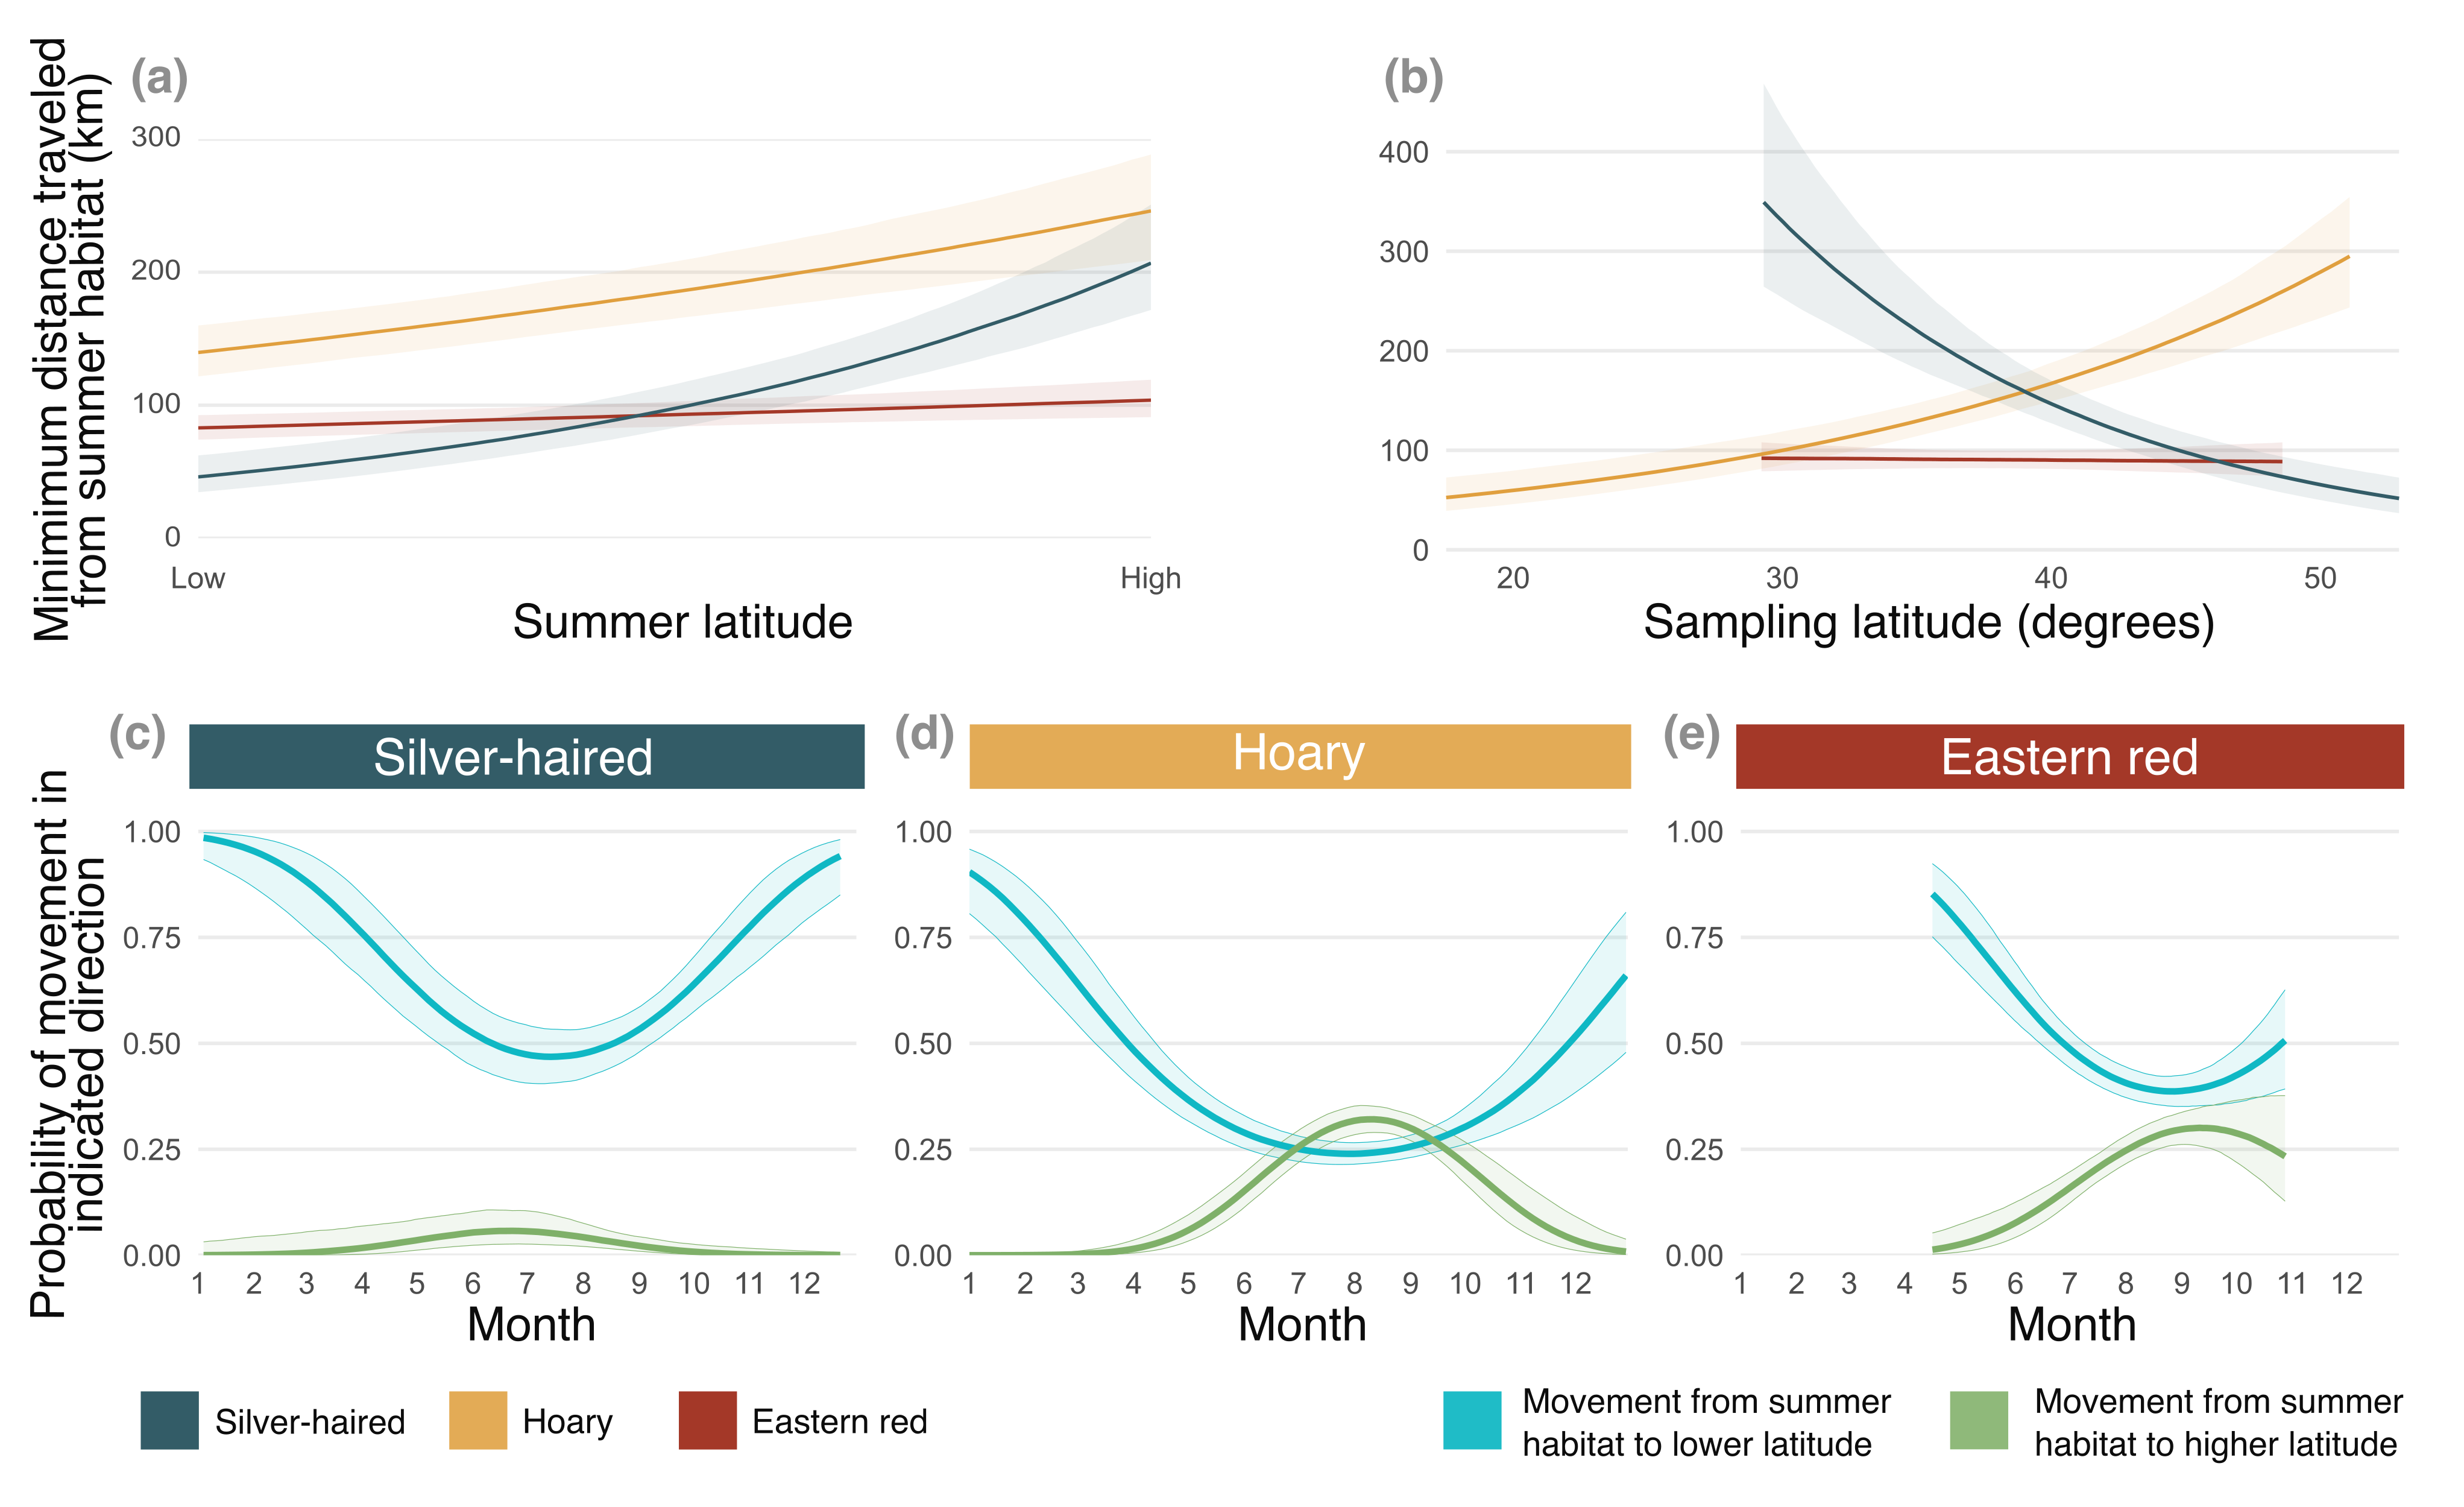 Minimimum distance traveled
from summer habitat (km)
(a)
300
200
100
0
Low
High
Summer latitude
(b)
400
300
200
100
0
20 30 40 50
Sampling latitude (degrees)
Probability of movement in
indicated direction
(c)
Silver-haired
1.00
0.75
0.50
0.25
0.00
1 2 3 4 5 6 7 8 9 10 11 12
Month
(d)
Hoary
1.00
0.75
0.50
0.25
0.00
1 2 3 4 5 6 7 8 9 10 11 12
Month
(e)
Eastern red
1.00
0.75
0.50
0.25
0.00
1 2 3 4 5 6 7 8 9 10 11 12
Month
Silver-haired
Hoary
Eastern red
Movement from summer
habitat to lower latitude
Movement from summer
habitat to higher latitude